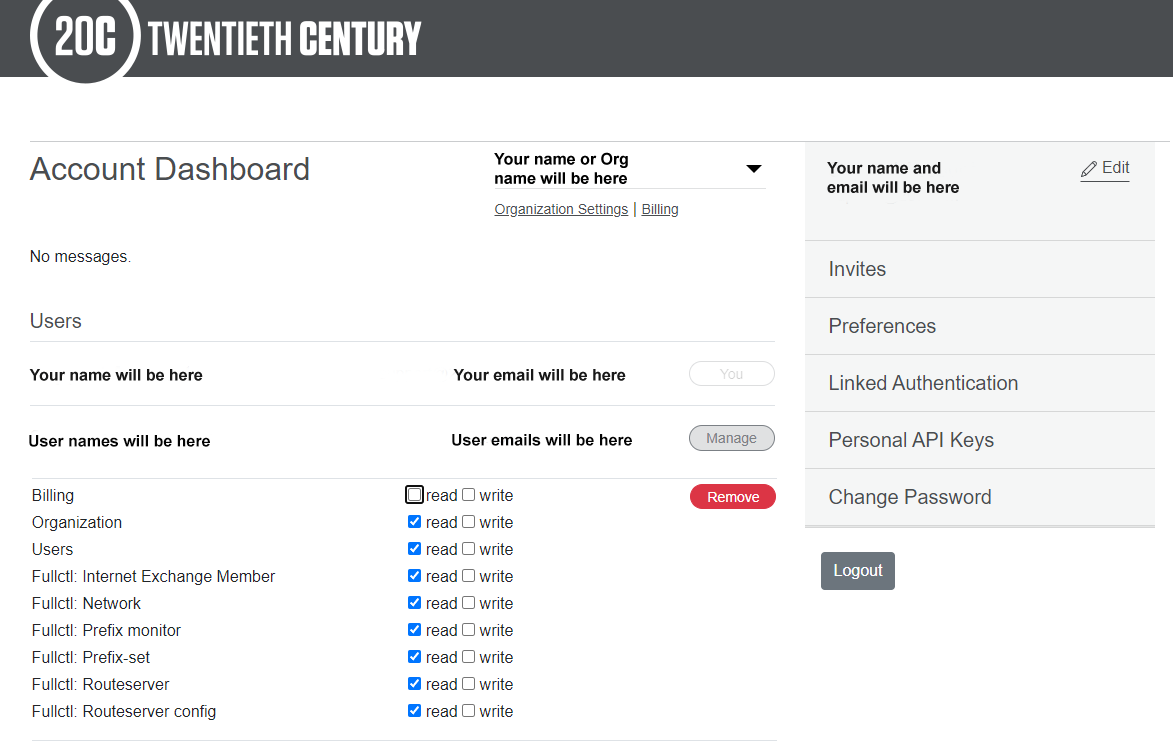 20C TWENTIETH CENTURY
Account Dashboard
Your name or Org
name will be here
Organization Settings | Billing
Your name and
email will be here
Edit
No messages.
Invites
Preferences
Linked Authentication
Personal API Keys
Change Password
Logout
Users
Your name will be here Your email will be here You
User names will be here User emails will be here Manage
Billing read write Remove
Organization read write
Users read write
Fullctl: Internet Exchange Member read write
Fullctl: Network read write
Fullctl: Prefix monitor read write
Fullctl: Prefix-set read write
Fullctl: Routeserver read write
Fullctl: Routeserver config read write